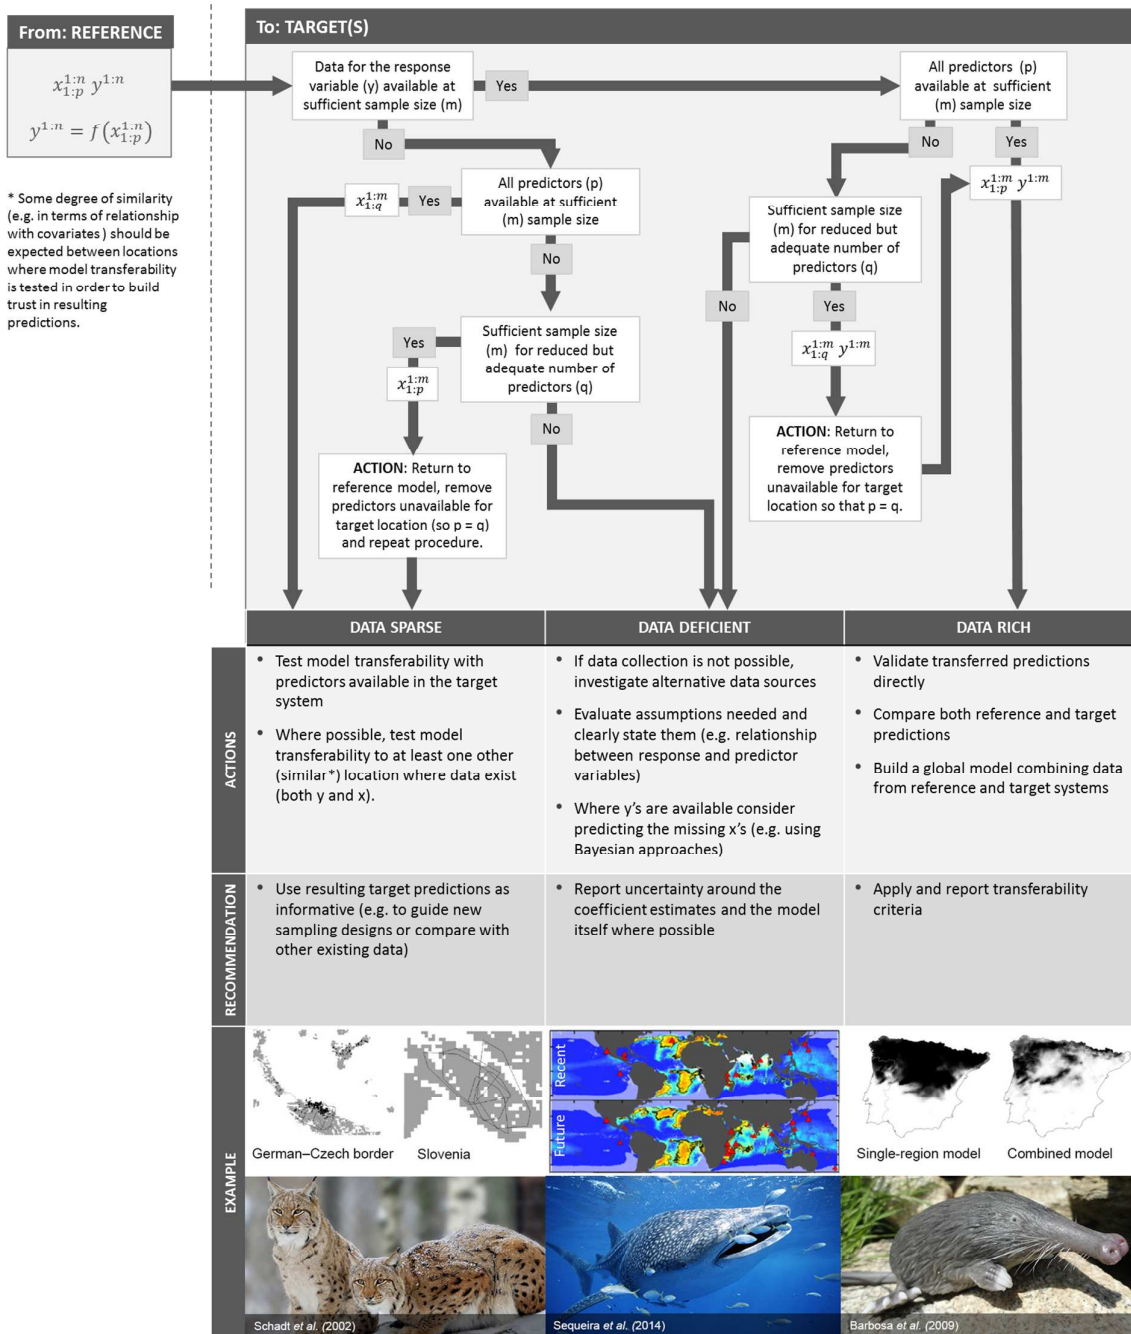 From: REFERENCE
x_{1:p}^{1:n} y^{1:n}
y^{1:n} = f(x_{1:p}^{1:n})
* Some degree of similarity
(e.g. in terms of relationship
with covariates ) should be
expected between locations
where model transferability
is tested in order to build
trust in resulting
predictions.
To: TARGET(S)
Data for the response
variable (y) available at
sufficient sample size (m)
Yes
All predictors (p)
available at sufficient
(m) sample size
No
No
Yes
All predictors (p)
available at sufficient
(m) sample size
Yes
x_{1:q}^{1:m}
x_{1:p}^{1:m} y^{1:m}
Sufficient sample size
(m) for reduced but
adequate number of
predictors (q)
No
No
Yes
Sufficient sample size
(m) for reduced but
adequate number of
predictors (q)
Yes
x_{1:p}^{1:m}
x_{1:q}^{1:m} y^{1:m}
No
ACTION: Return to
reference model, remove
predictors unavailable for
target location (so p = q)
and repeat procedure.
ACTION: Return to
reference model,
remove predictors
unavailable for target
location so that p = q.
DATA SPARSE
DATA DEFICIENT
DATA RICH
ACTIONS
• Test model transferability with
predictors available in the target
system
• Where possible, test model
transferability to at least one other
(similar*) location where data exist
(both y and x).
• If data collection is not possible,
investigate alternative data sources
• Evaluate assumptions needed and
clearly state them (e.g. relationship
between response and predictor
variables)
• Where y's are available consider
predicting the missing x's (e.g. using
Bayesian approaches)
• Validate transferred predictions
directly
• Compare both reference and target
predictions
• Build a global model combining data
from reference and target systems
RECOMMENDATION
• Use resulting target predictions as
informative (e.g. to guide new
sampling designs or compare with
other existing data)
• Report uncertainty around the
coefficient estimates and the model
itself where possible
• Apply and report transferability
criteria
EXAMPLE
German–Czech border
Slovenia
Recent
Future
Single-region model
Combined model
Schadt et al. (2002)
Sequeira et al. (2014)
Barbosa et al. (2009)